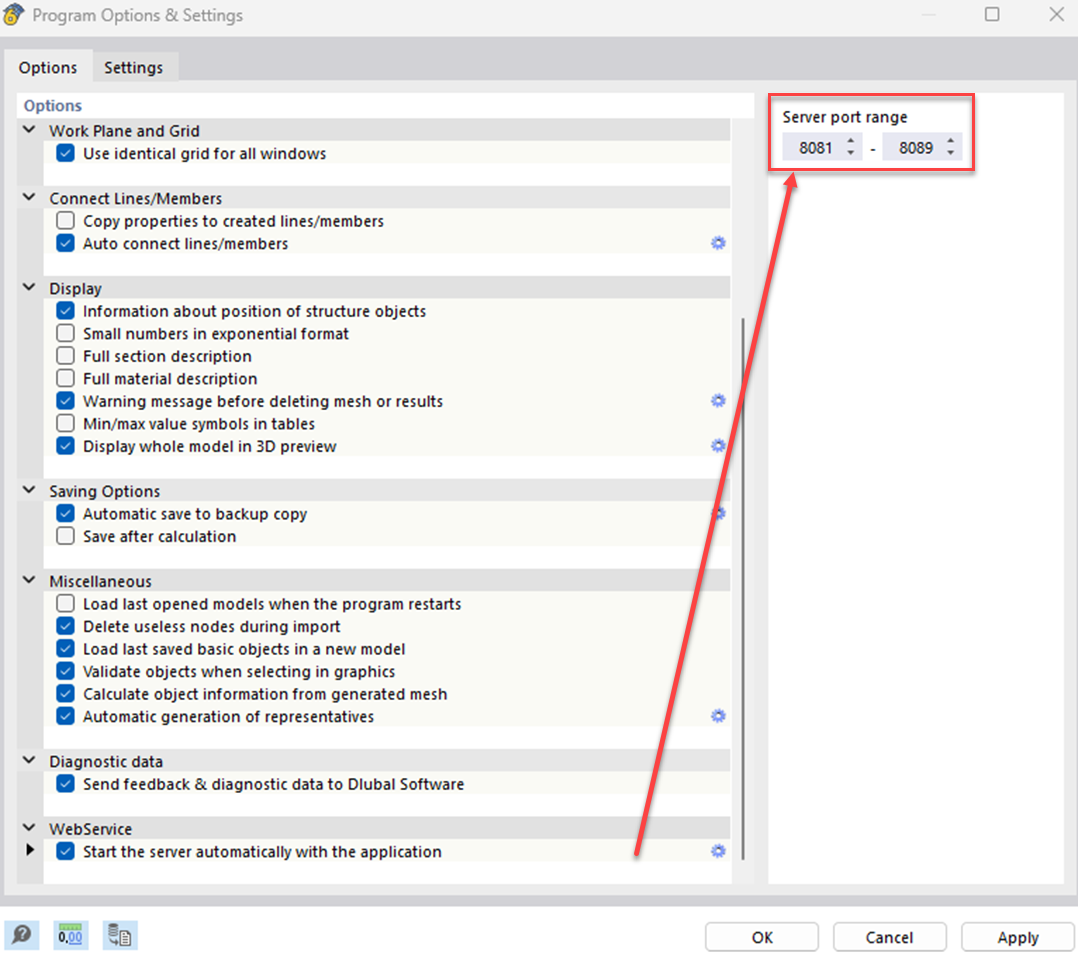 Program Options & Settings
Options
Settings
Options
Work Plane and Grid
Use identical grid for all windows
Connect Lines/Members
Copy properties to created lines/members
Auto connect lines/members
Display
Information about position of structure objects
Small numbers in exponential format
Full section description
Full material description
Warning message before deleting mesh or results
Min/max value symbols in tables
Display whole model in 3D preview
Saving Options
Automatic save to backup copy
Save after calculation
Miscellaneous
Load last opened models when the program restarts
Delete useless nodes during import
Load last saved basic objects in a new model
Validate objects when selecting in graphics
Calculate object information from generated mesh
Automatic generation of representatives
Diagnostic data
Send feedback & diagnostic data to Dlubal Software
WebService
Start the server automatically with the application
Server port range
8081 - 8089
0,00
OK
Cancel
Apply